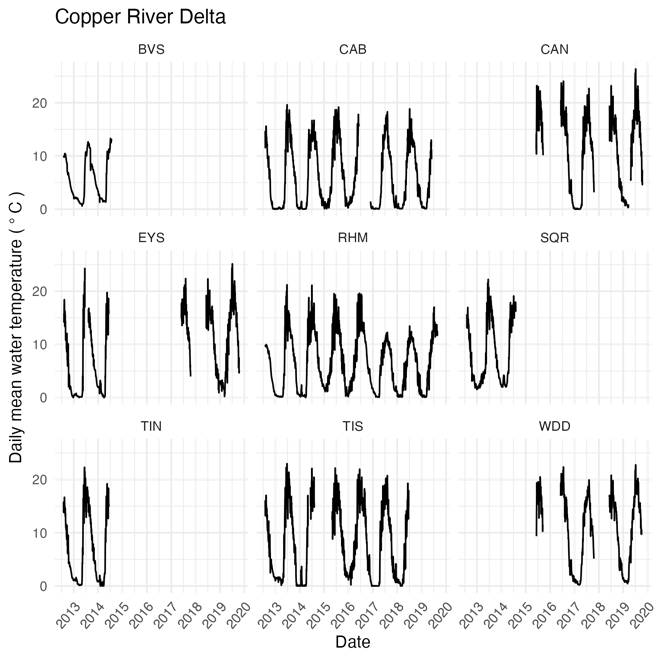 Copper River Delta
BVS CAB CAN
20
10
0
EYS RHM SQR
20
10
0
TIN TIS WDD
20
10
0
Daily mean water temperature ( ° C )
2013 2014 2015 2016 2017 2018 2019 2020 2013 2014 2015 2016 2017 2018 2019 2020 2013 2014 2015 2016 2017 2018 2019 2020
Date